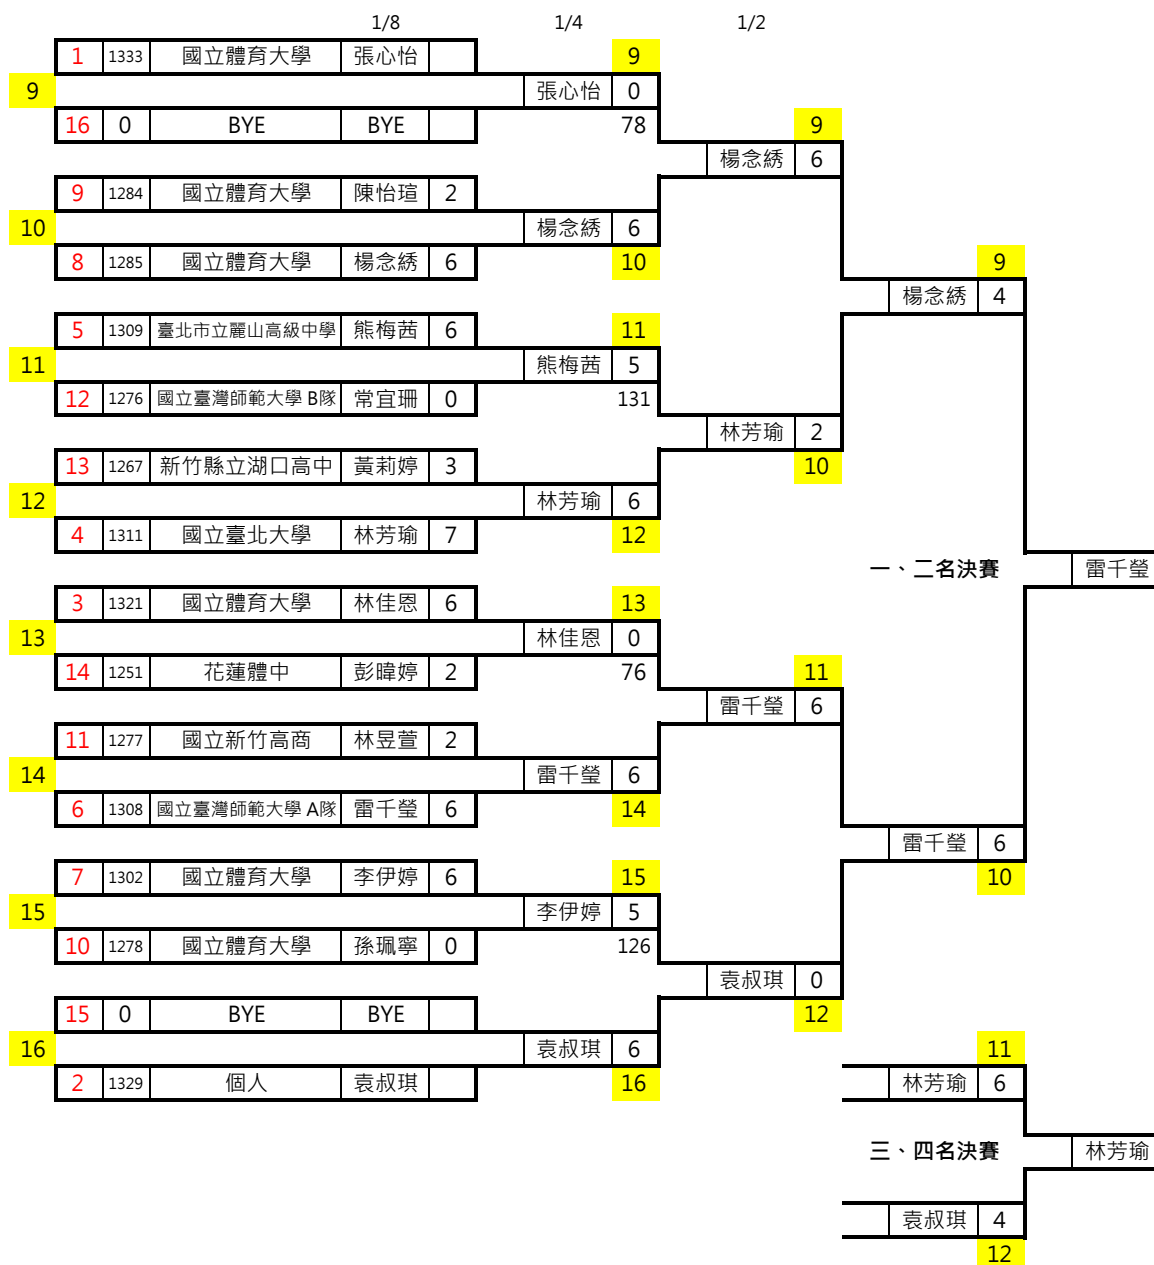 1/8 1/4 1/2
1 1333 國立體育大學 張心怡 9
9 張心怡 0
16 0 BYE BYE 78 9
楊念綉 6
9 1284 國立體育大學 陳怡瑄 2
10 楊念綉 6
8 1285 國立體育大學 楊念綉 6 10 9
楊念綉 4
5 1309 臺北市立麗山高級中學 熊梅茜 6 11
11 熊梅茜 5
12 1276 國立臺灣師範大學 B隊 常宜珊 0 131
林芳瑜 2
13 1267 新竹縣立湖口高中 黃莉婷 3 10
12 林芳瑜 6
4 1311 國立臺北大學 林芳瑜 7 12
一、二名決賽 雷千瑩
3 1321 國立體育大學 林佳恩 6 13
13 林佳恩 0
14 1251 花蓮體中 彭暐婷 2 76 11
雷千瑩 6
11 1277 國立新竹高商 林昱萱 2
14 雷千瑩 6
6 1308 國立臺灣師範大學 A隊 雷千瑩 6 14
雷千瑩 6
7 1302 國立體育大學 李伊婷 6 15 10
15 李伊婷 5
10 1278 國立體育大學 孫珮寧 0 126
袁叔琪 0
15 0 BYE BYE 12
16 袁叔琪 6 11
2 1329 個人 袁叔琪 16 林芳瑜 6
三、四名決賽 林芳瑜
袁叔琪 4
12